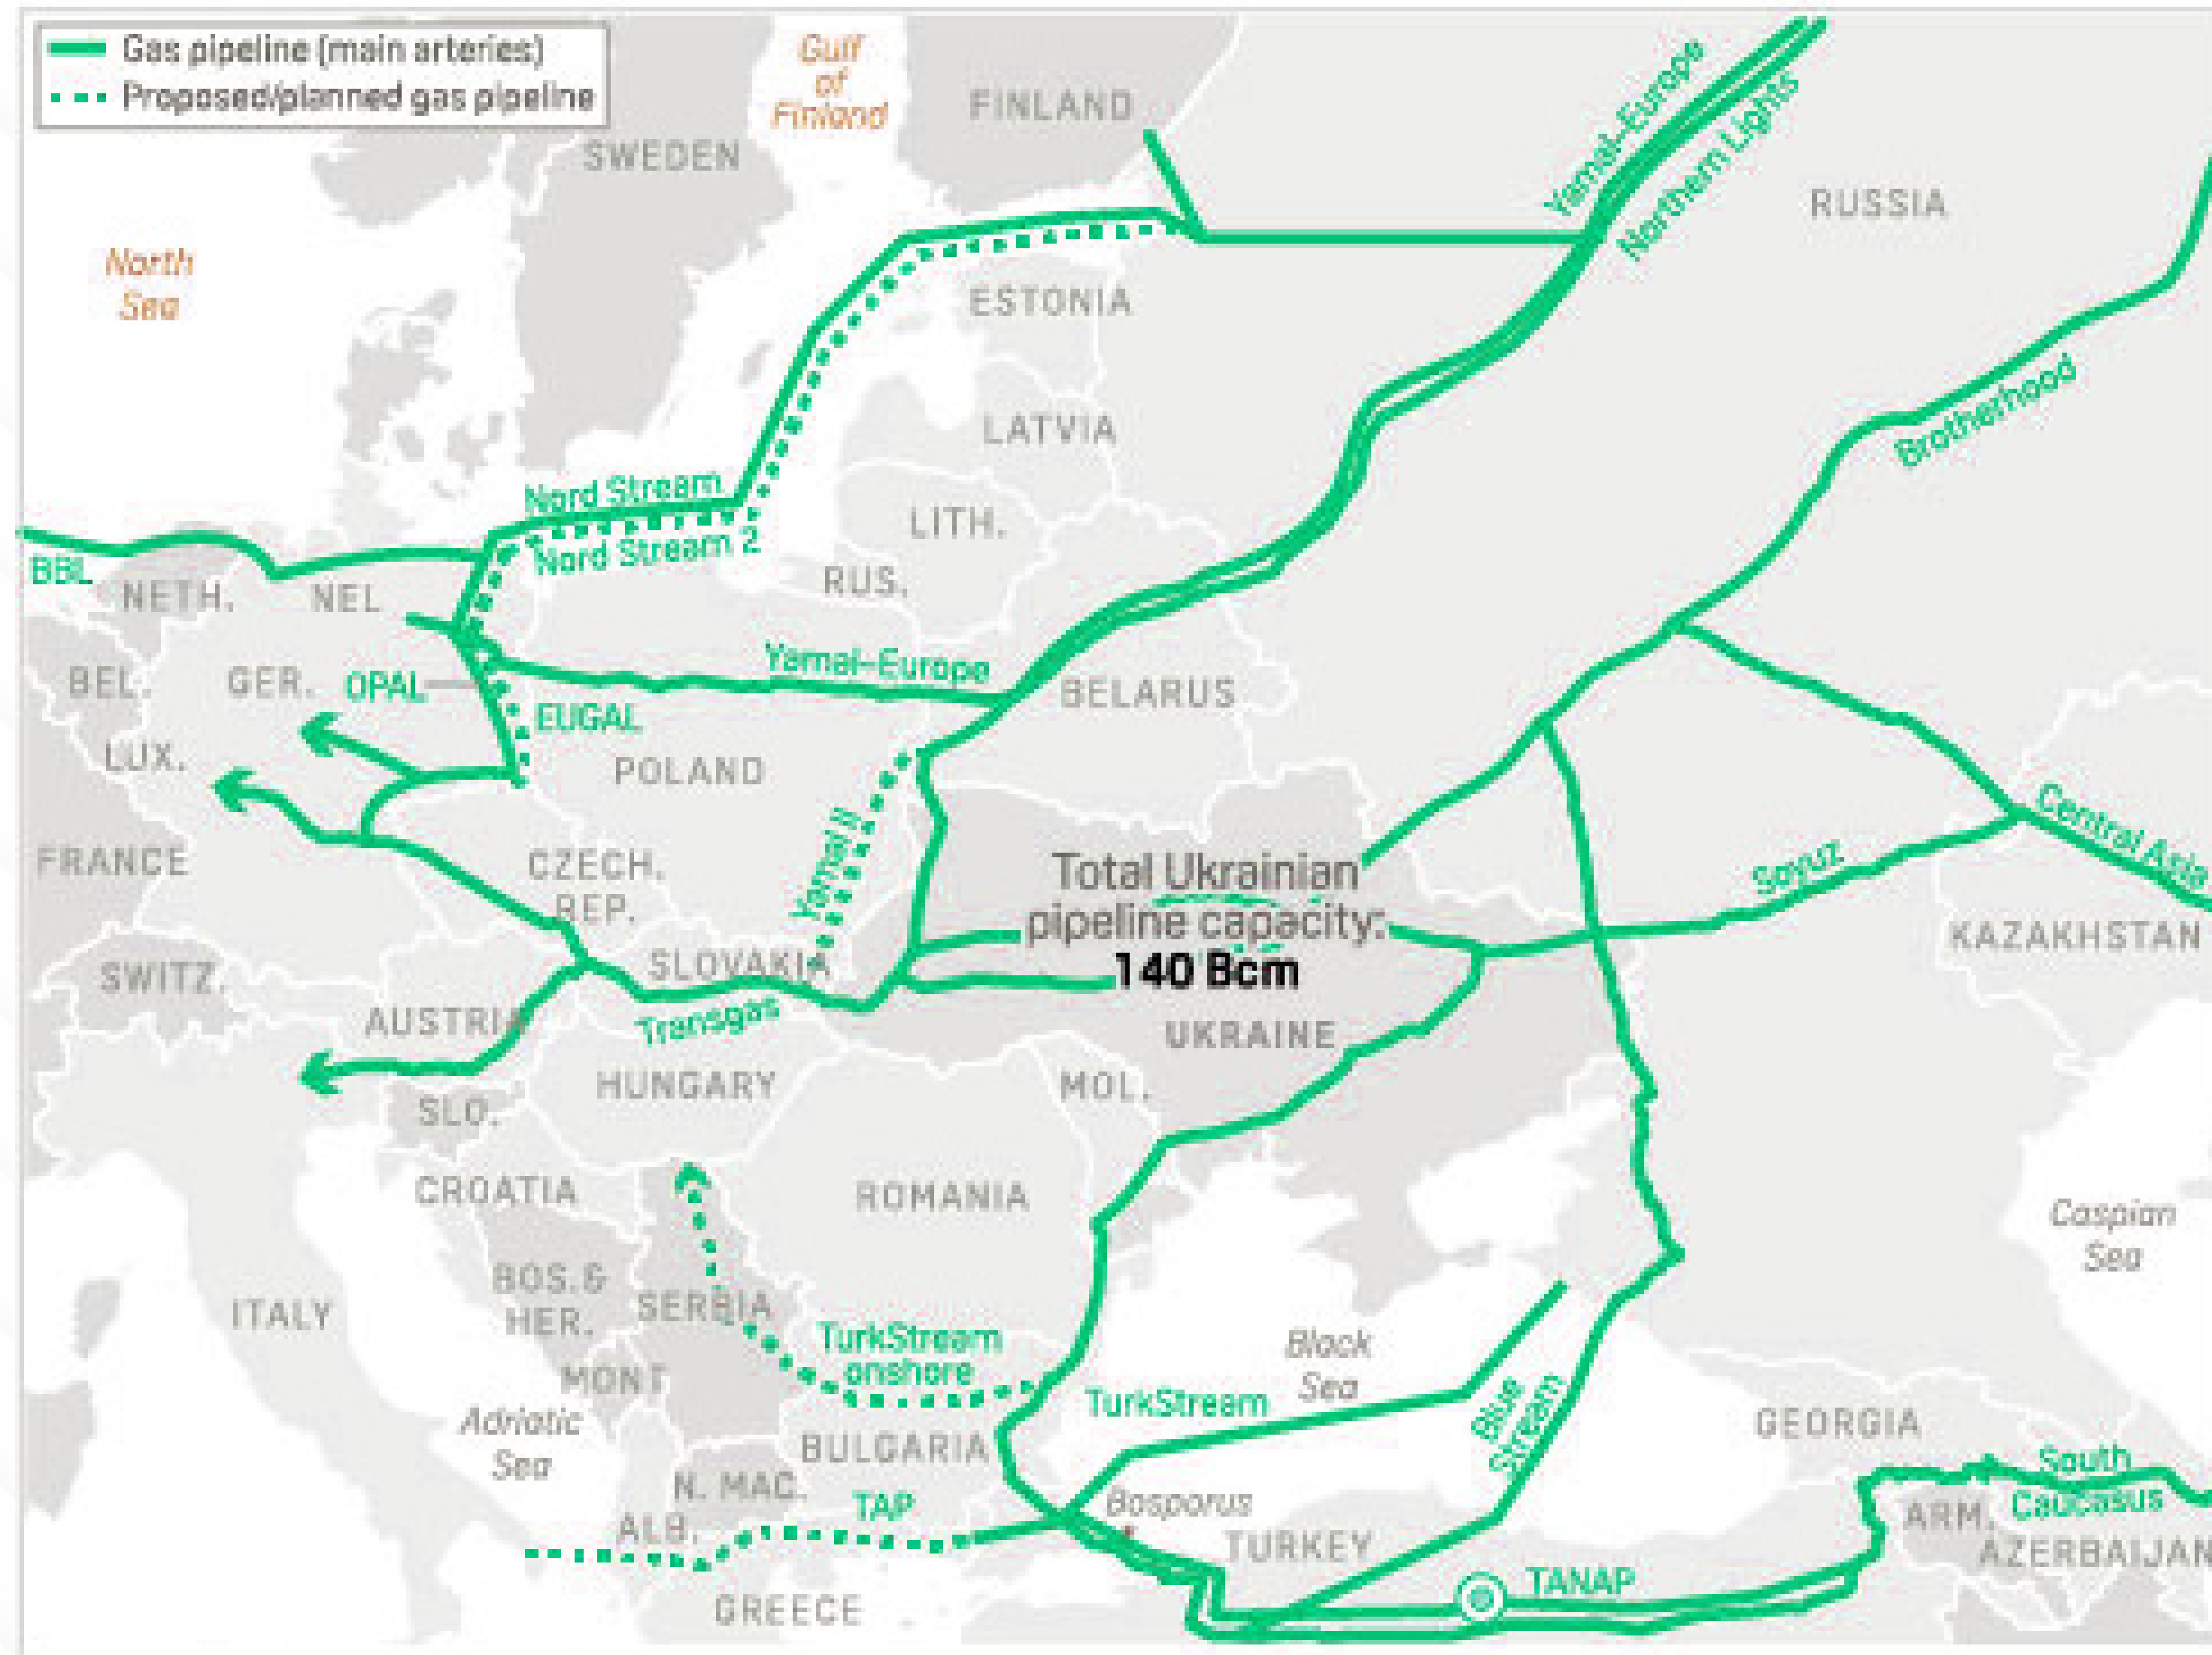 Gas pipeline (main arteries)
Proposed/planned gas pipeline
Gulf
of
Finland
FINLAND
SWEDEN
Yamal-Europe
Northern Lights
RUSSIA
North
Sea
ESTONIA
Brotherhood
LATVIA
Nord Stream
Nord Stream 2
LITH.
BBL
NETH.
NEL
RUS.
BEL.
GER.
OPAL
Yamal-Europe
BELARUS
EUGAL
LUX.
POLAND
Yamal II
Central Asia
FRANCE
CZECH.
REP.
Total Ukrainian
pipeline capacity:
140 Bcm
Soyuz
KAZAKHSTAN
SWITZ.
SLOVAKIA
AUSTRIA
Transgas
UKRAINE
HUNGARY
MOL.
SLO.
CROATIA
ROMANIA
Caspian
Sea
BOS.&
HER.
SERBIA
ITALY
TurkStream
onshore
Black
Sea
MONT
TurkStream
Blue
Stream
Adriatic
Sea
BULGARIA
GEORGIA
N. MAC.
South
Caucasus
TAP
Bosporus
ARM.
ALB.
TURKEY
AZERBAIJAN
TANAP
GREECE